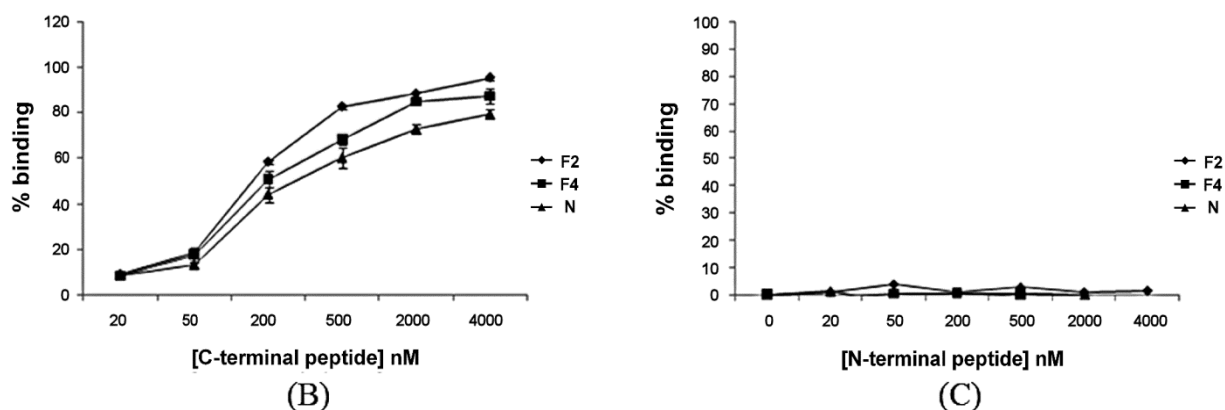 120
100
80
60
40
20
0
% binding
20 50 200 500 2000 4000
[C-terminal peptide] nM
F2
F4
N
(B)
100
90
80
70
60
50
40
30
20
10
0
% binding
0 20 50 200 500 2000 4000
[N-terminal peptide] nM
F2
F4
N
(C)